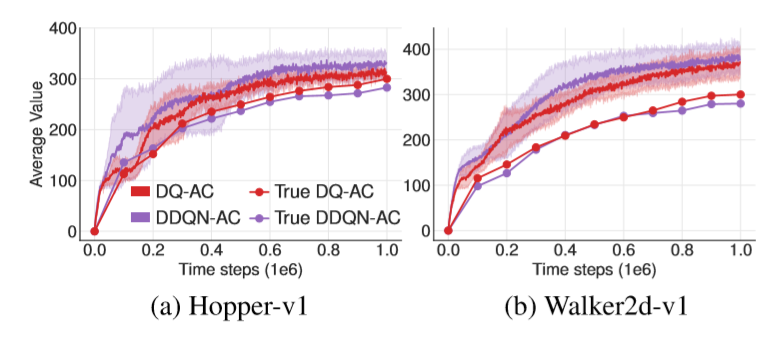 400
300
200
100
0
Average Value
DQ-AC
True DQ-AC
DDQN-AC
True DDQN-AC
0.0 0.2 0.4 0.6 0.8 1.0
Time steps (1e6)
(a) Hopper-v1
400
300
200
100
0
0.0 0.2 0.4 0.6 0.8 1.0
Time steps (1e6)
(b) Walker2d-v1